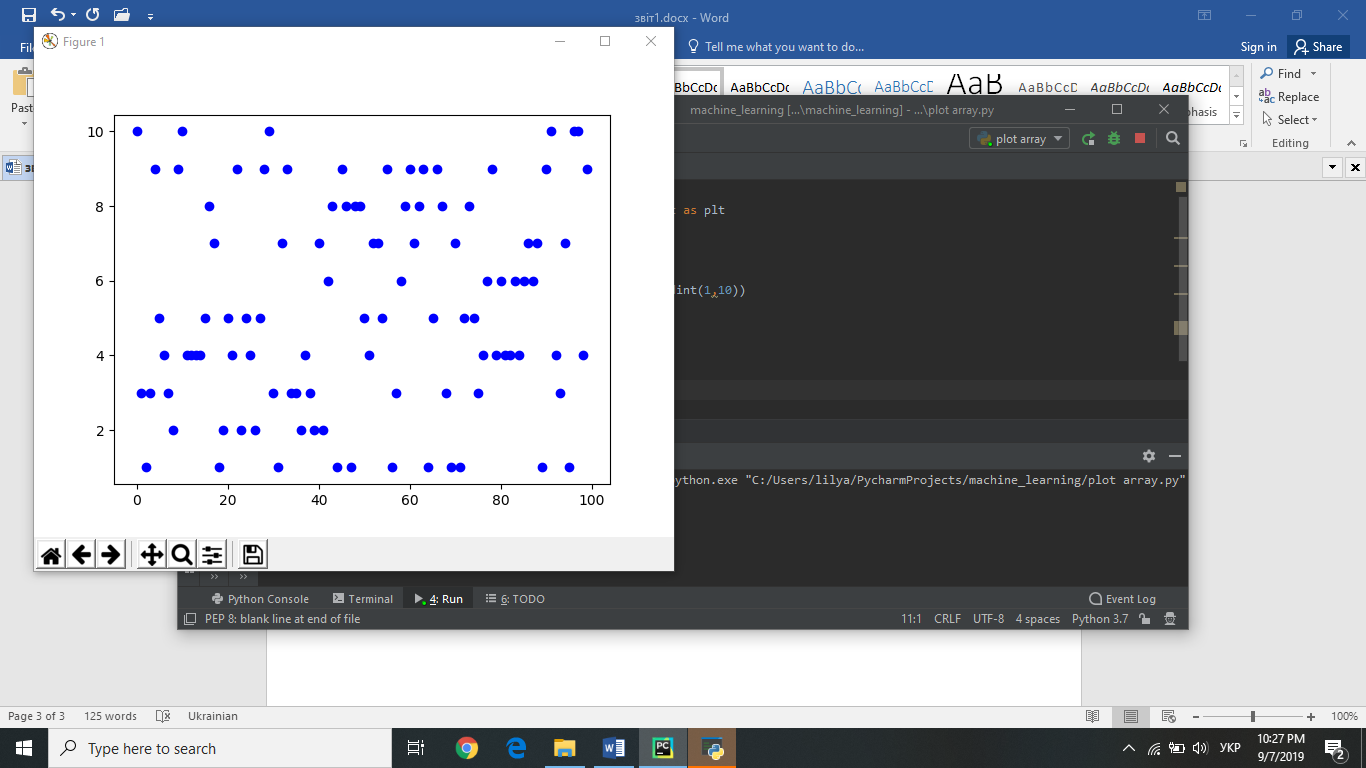 звіт1.docx - Word
Figure 1
Tell me what you want to do...
Sign in
Share
AaBbCcDc
AaBbCcDc
AaB
AaBbCcDc
AaBbCcDc
AaBbCcDc
Find
Replace
Select
Editing
machine_learning [...\machine_learning] - ...\plot array.py
plot array
as plt
int(1,10))
10
8
6
4
2
0
20
40
60
80
100
ython.exe "C:/Users/lilya/PycharmProjects/machine_learning/plot array.py"
Python Console
Terminal
4: Run
6: TODO
Event Log
PEP 8: blank line at end of file
11:1
CRLF
UTF-8
4 spaces
Python 3.7
Page 3 of 3
125 words
Ukrainian
100%
Type here to search
УКР
10:27 PM
9/7/2019
2